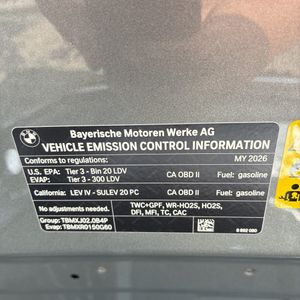 BMW
Bayerische Motoren Werke AG
VEHICLE EMISSION CONTROL INFORMATION
Conforms to regulations: MY 2026
U.S. EPA: Tier 3 - Bin 20 LDV CA OBD II Fuel: gasoline
EVAP: Tier 3 - 300 LDV
California: LEV IV - SULEV 20 PC CA OBD II Fuel: gasoline
No adjustments needed. TWC+GPF, WR-HO2S, HO2S,
DFI, MFI, TC, CAC
Group: TBMXJ02.0B4P
Evap: TBMXR0150G60